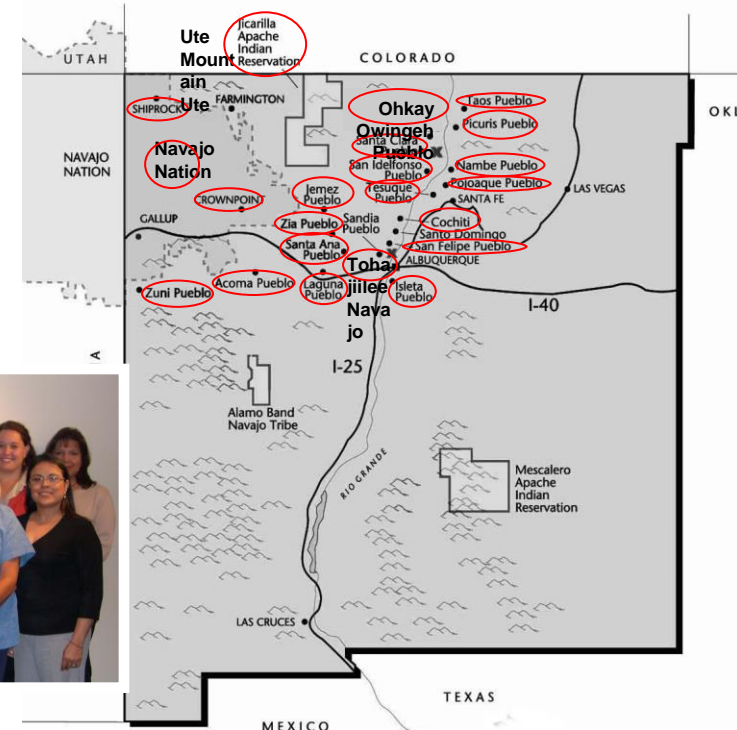 Jicarilla
Apache
Indian
Reservation
Ute
Mount
ain
Ute
UTAH
COLORADO
OKL
SHIPROCK
FARMINGTON
Ohkay
Owingeh
Pueblo
Taos Pueblo
Picuris Pueblo
Santa Clara
NAVAJO
NATION
Navajo
Nation
San Idelfonso
Pueblo
Nambe Pueblo
Pojoaque Pueblo
Tesuque
Pueblo
SANTA FE
LAS VEGAS
CROWNPOINT
Jemez
Pueblo
GALLUP
Zia Pueblo
Sandia
Pueblo
Cochiti
Santo Domingo
San Felipe Pueblo
Santa Ana
Pueblo
ALBUQUERQUE
Toha
jiilee
Nava
jo
Zuni Pueblo
Acoma Pueblo
Laguna
Pueblo
Isleta
Pueblo
I-40
I-25
A
Alamo Band
Navajo Tribe
RIO GRANDE
Mescalero
Apache
Indian
Reservation
LAS CRUCES
TEXAS
MEXICO